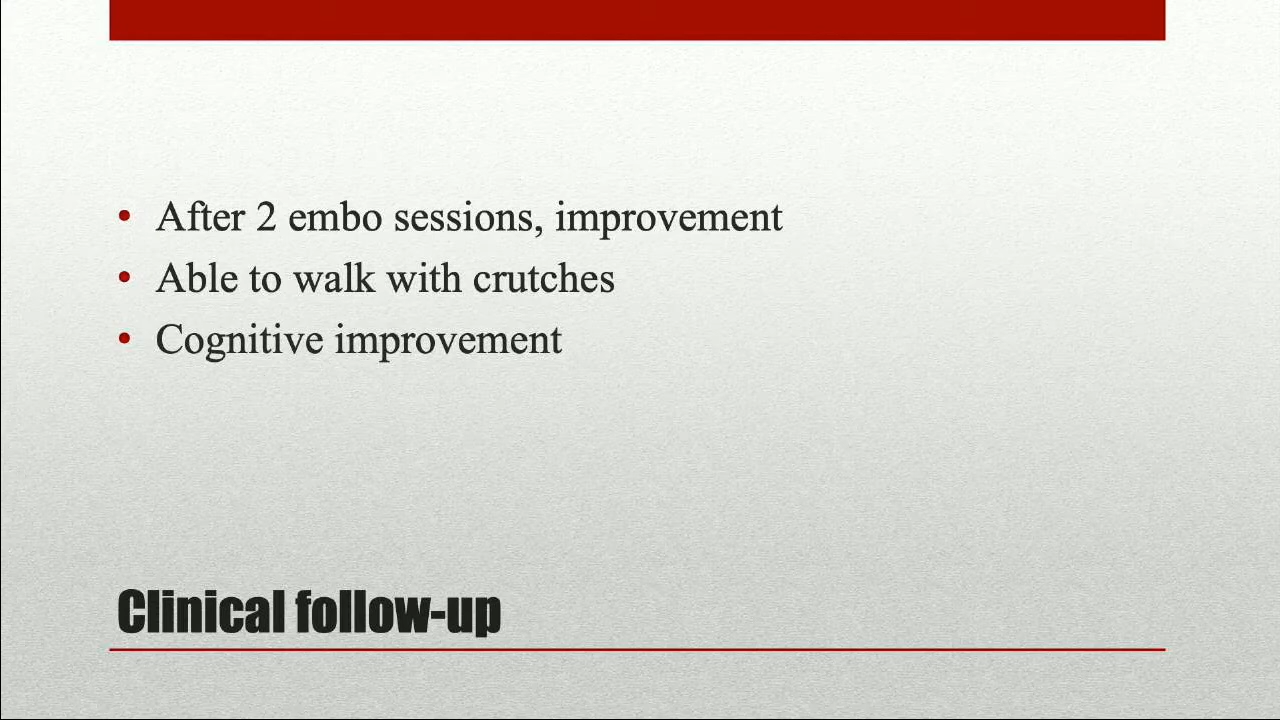 • After 2 embo sessions, improvement
• Able to walk with crutches
• Cognitive improvement
Clinical follow-up